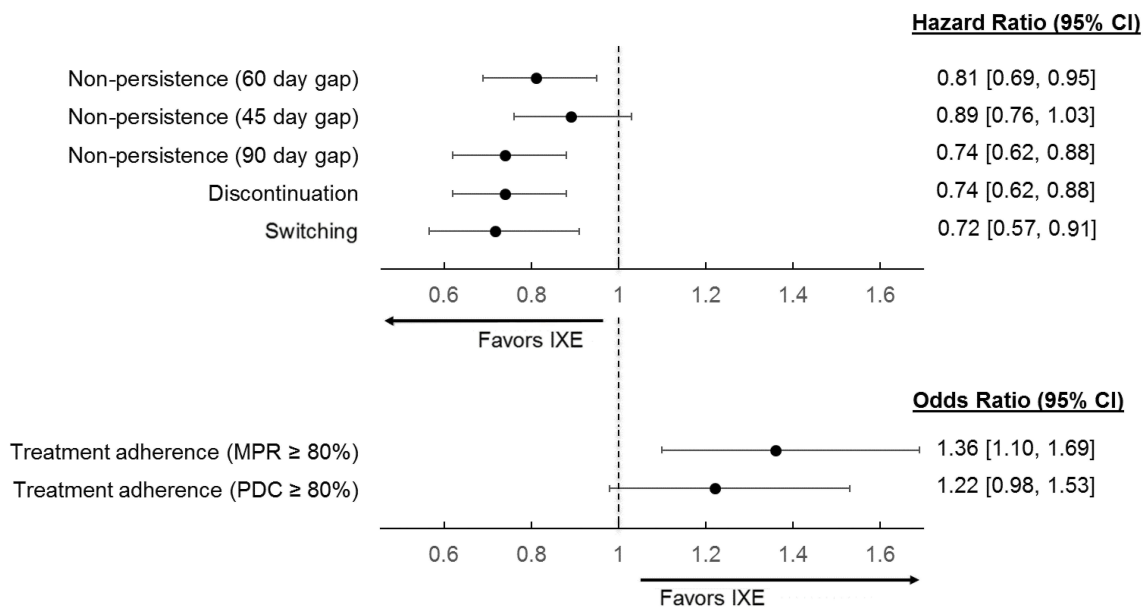 Hazard Ratio (95% CI)
Non-persistence (60 day gap) 0.81 [0.69, 0.95]
Non-persistence (45 day gap) 0.89 [0.76, 1.03]
Non-persistence (90 day gap) 0.74 [0.62, 0.88]
Discontinuation 0.74 [0.62, 0.88]
Switching 0.72 [0.57, 0.91]
0.6 0.8 1 1.2 1.4 1.6
Favors IXE
Odds Ratio (95% CI)
Treatment adherence (MPR ≥ 80%) 1.36 [1.10, 1.69]
Treatment adherence (PDC ≥ 80%) 1.22 [0.98, 1.53]
0.6 0.8 1 1.2 1.4 1.6
Favors IXE